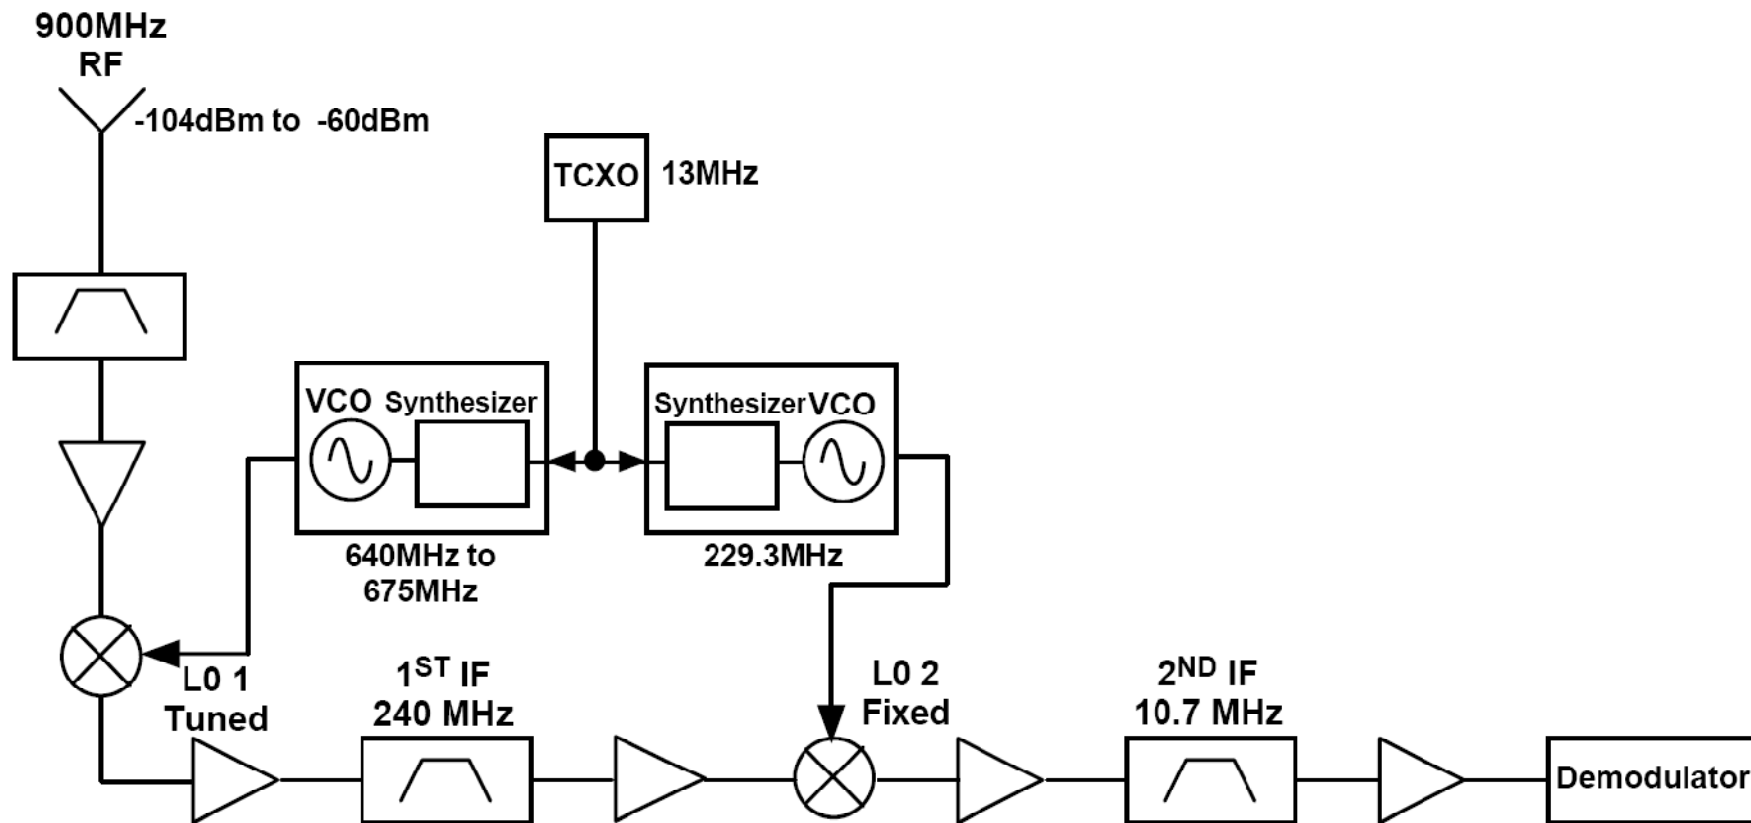 900MHz
RF
-104dBm to -60dBm
TCXO
13MHz
VCO
Synthesizer
Synthesizer
VCO
640MHz to
675MHz
229.3MHz
L0 1
Tuned
1ST IF
240 MHz
L0 2
Fixed
2ND IF
10.7 MHz
Demodulator